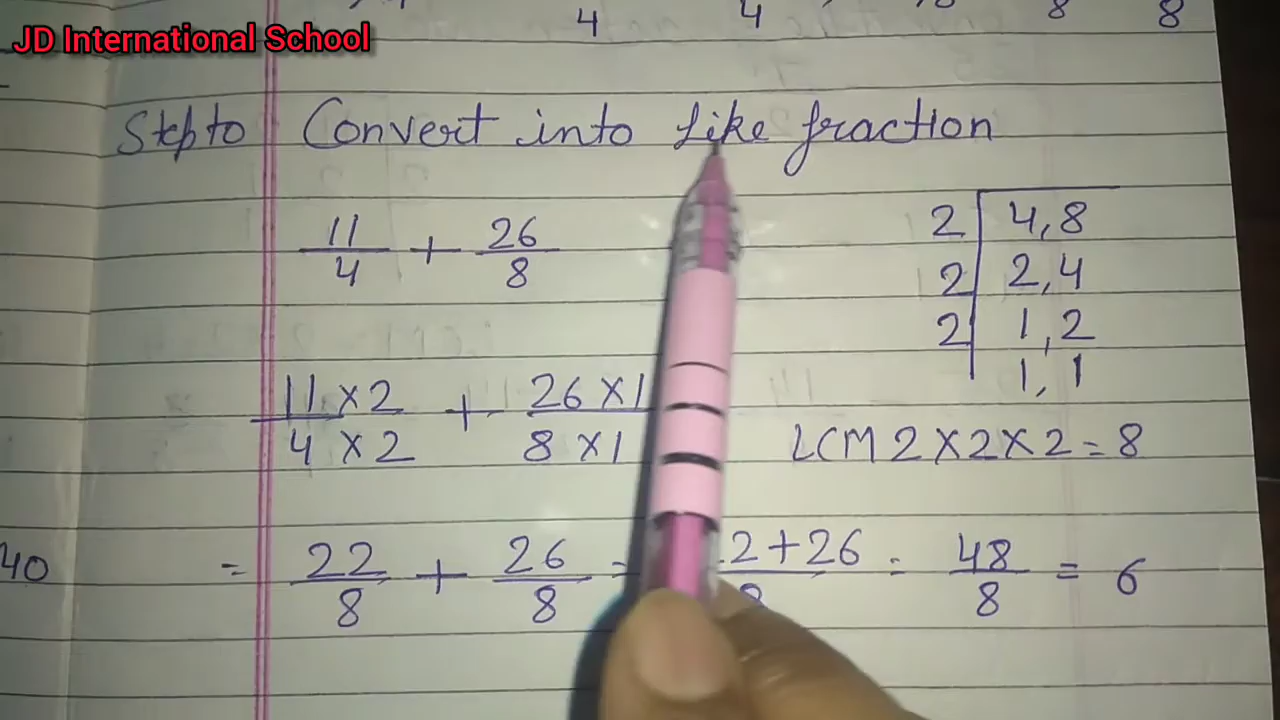 4 4 8 8
JD International School
Step to Convert into Like fraction
11/4 + 26/8
2 | 4,8
2 | 2,4
2 | 1,2
1,1
11×2/4×2 + 26×1/8×1
LCM 2×2×2=8
40
= 22/8 + 26/8 = 2+26/8 = 48/8 = 6